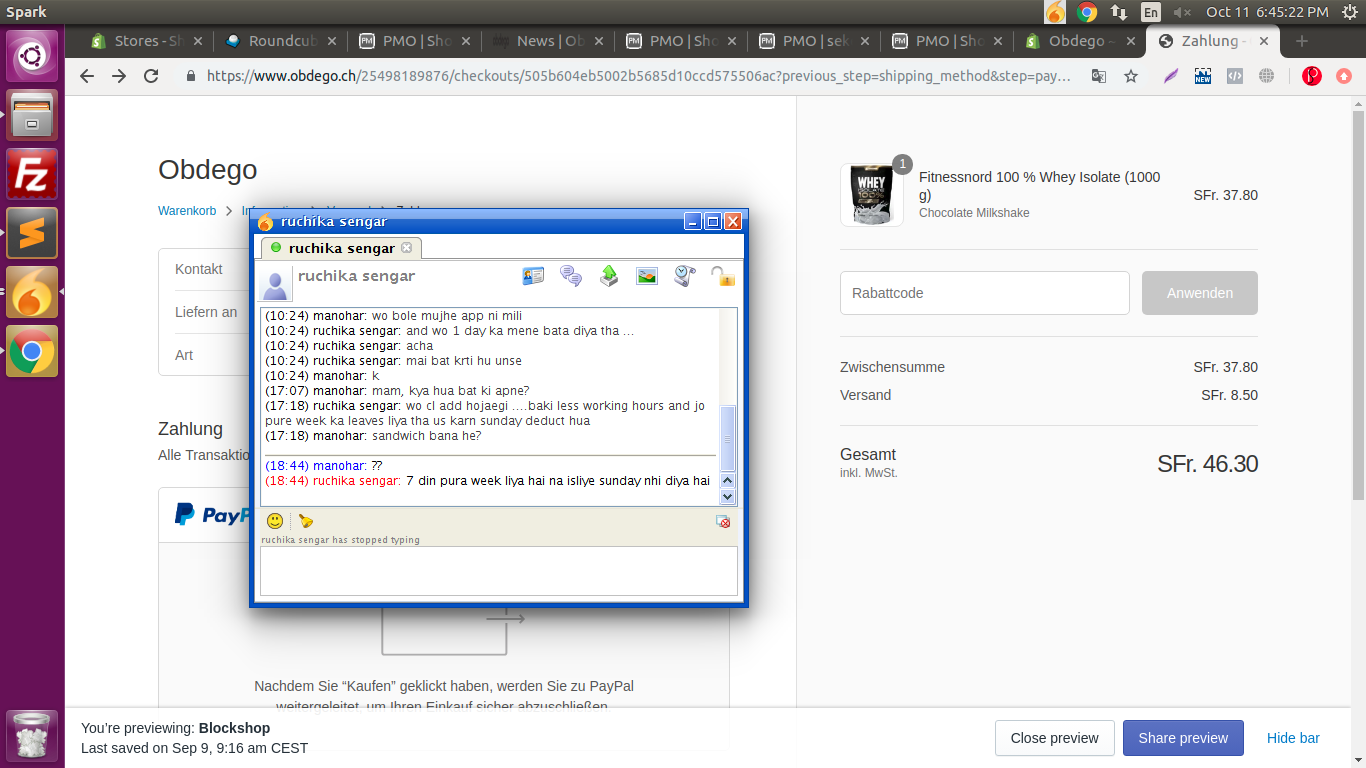 Spark
En
Oct 11 6:45:22 PM
Stores - Sh
Roundcub
PMO | Sho
News | Ob
PMO | Sho
PMO | sek
PMO | Sho
Obdego ~
Zahlung -
https://www.obdego.ch/25498189876/checkouts/505b604eb5002b5685d10ccd575506ac?previous_step=shipping_method&step=pay…
NEW
Obdego
Warenkorb
Kontakt
Liefern an
Art
Zahlung
Alle Transaktio
PayP
ruchika sengar
ruchika sengar
ruchika sengar
(10:24) manohar: wo bole mujhe app ni mili
(10:24) ruchika sengar: and wo 1 day ka mene bata diya tha ...
(10:24) ruchika sengar: acha
(10:24) ruchika sengar: mai bat krti hu unse
(10:24) manohar: k
(17:07) manohar: mam, kya hua bat ki apne?
(17:18) ruchika sengar: wo cl add hojaegi ....baki less working hours and jo
pure week ka leaves liya tha us karn sunday deduct hua
(17:18) manohar: sandwich bana he?
(18:44) manohar: ??
(18:44) ruchika sengar: 7 din pura week liya hai na isliye sunday nhi diya hai
ruchika sengar has stopped typing
Nachdem Sie “Kaufen” geklickt haben, werden Sie zu PayPal
weitergeleitet, um Ihren Einkauf sicher abzuschließen.
1
WHEY
ISOLATE
100%
Fitnessnord 100 % Whey Isolate (1000
g)
Chocolate Milkshake
SFr. 37.80
Rabattcode
Anwenden
Zwischensumme
SFr. 37.80
Versand
SFr. 8.50
Gesamt
inkl. MwSt.
SFr. 46.30
You’re previewing: Blockshop
Last saved on Sep 9, 9:16 am CEST
Close preview
Share preview
Hide bar